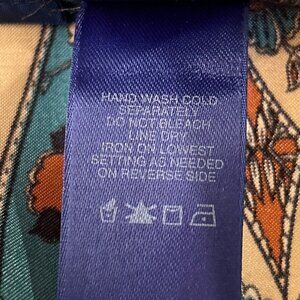 HAND WASH COLD
SEPARATELY
DO NOT BLEACH
LINE DRY
IRON ON LOWEST
SETTING AS NEEDED
ON REVERSE SIDE